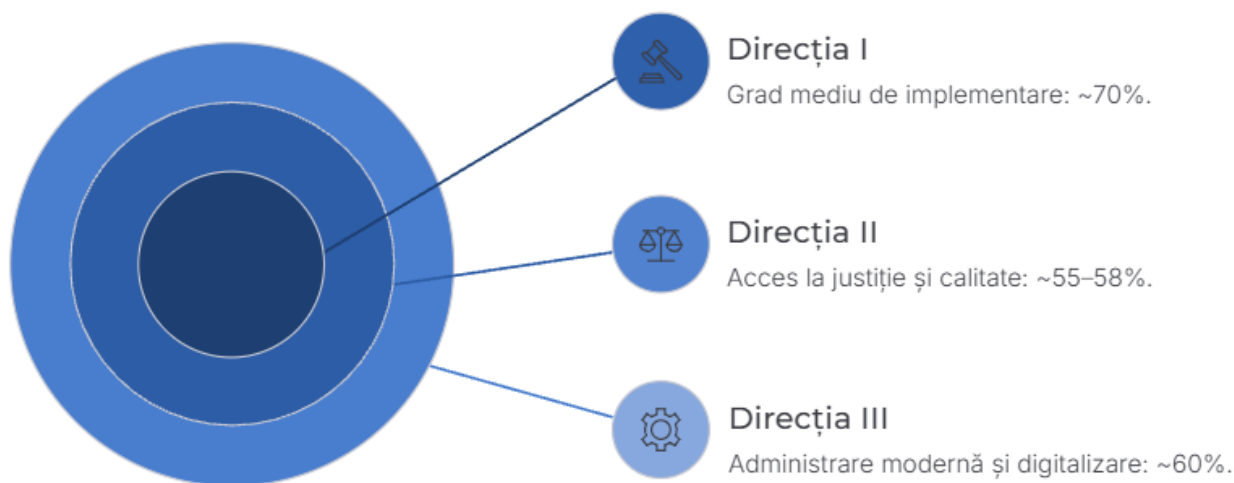 Direcția I
Grad mediu de implementare: ~70%.
Direcția II
Acces la justiție și calitate: ~55–58%.
Direcția III
Administrare modernă și digitalizare: ~60%.